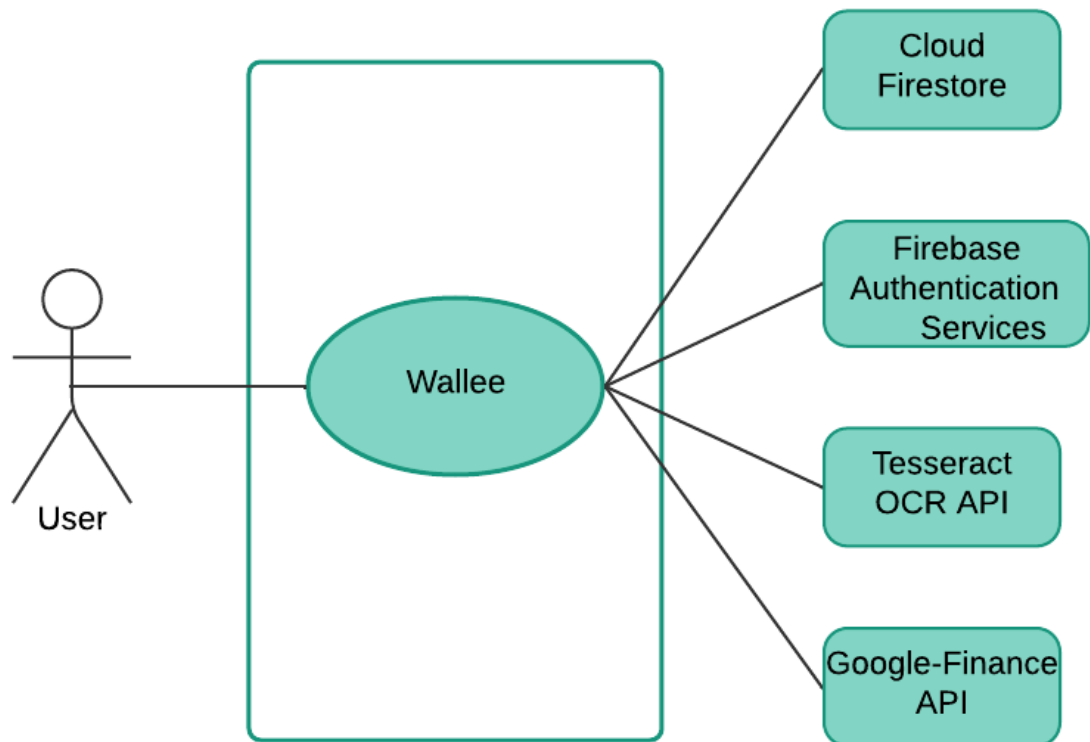 Cloud
Firestore
Firebase
Authentication
Services
Wallee
Tesseract
OCR API
User
Google-Finance
API